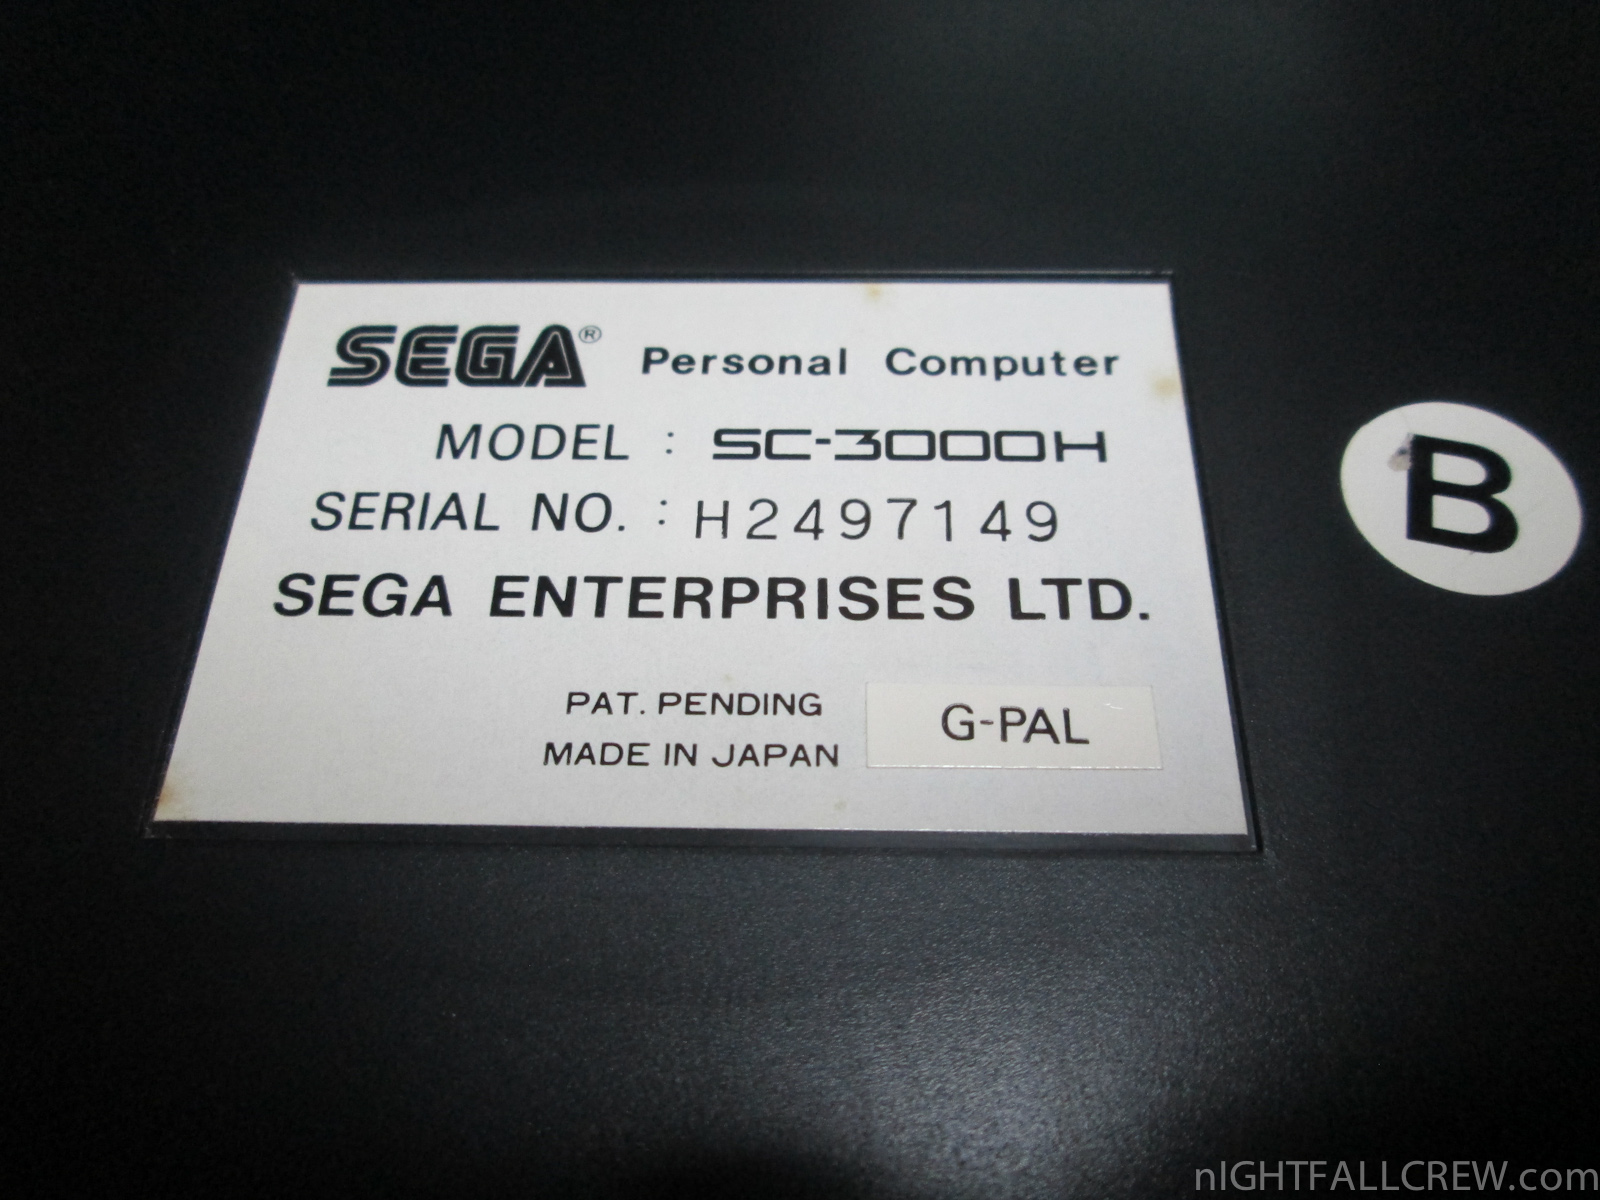 SEGA® Personal Computer
MODEL : SC-3000H
SERIAL NO. : H2497149
SEGA ENTERPRISES LTD.
PAT. PENDING
MADE IN JAPAN
G-PAL
B
nIGHTFALLCREW.com